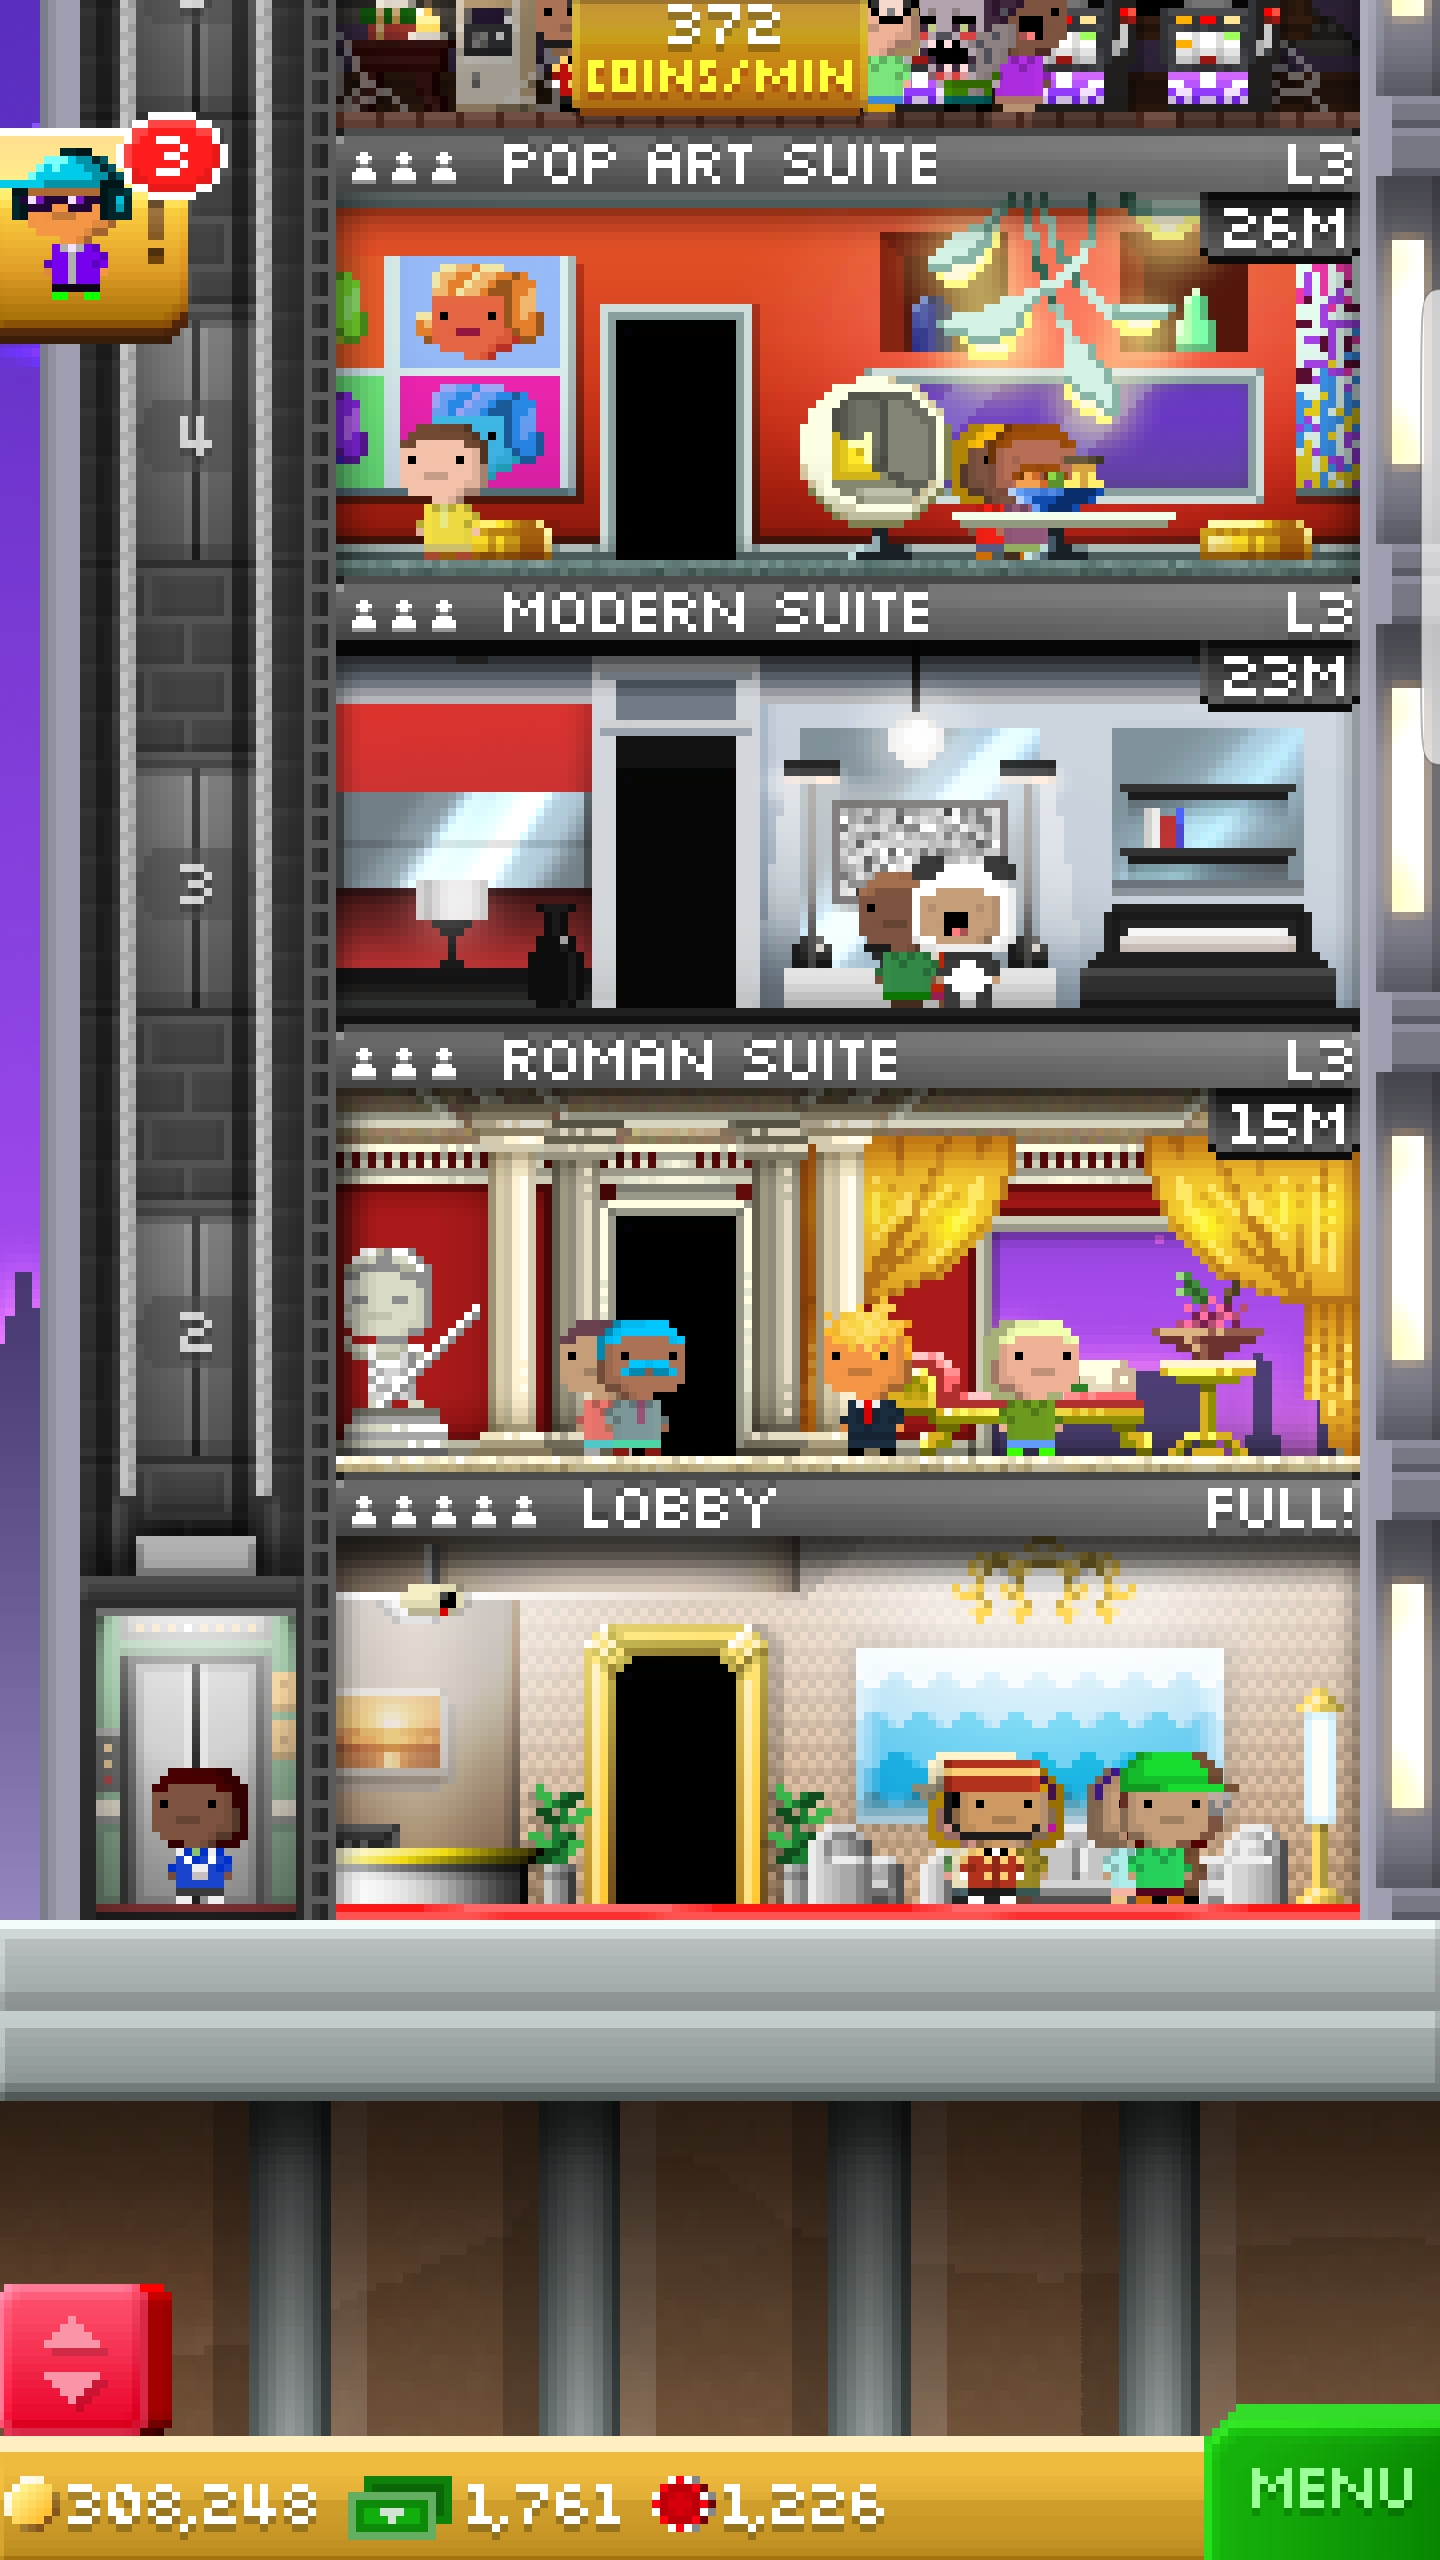 372
COINS/MIN
3
!
POP ART SUITE L3
26M
4
MODERN SUITE L3
23M
3
ROMAN SUITE L3
15M
2
LOBBY FULL!
308,248 1,761 1,226
MENU